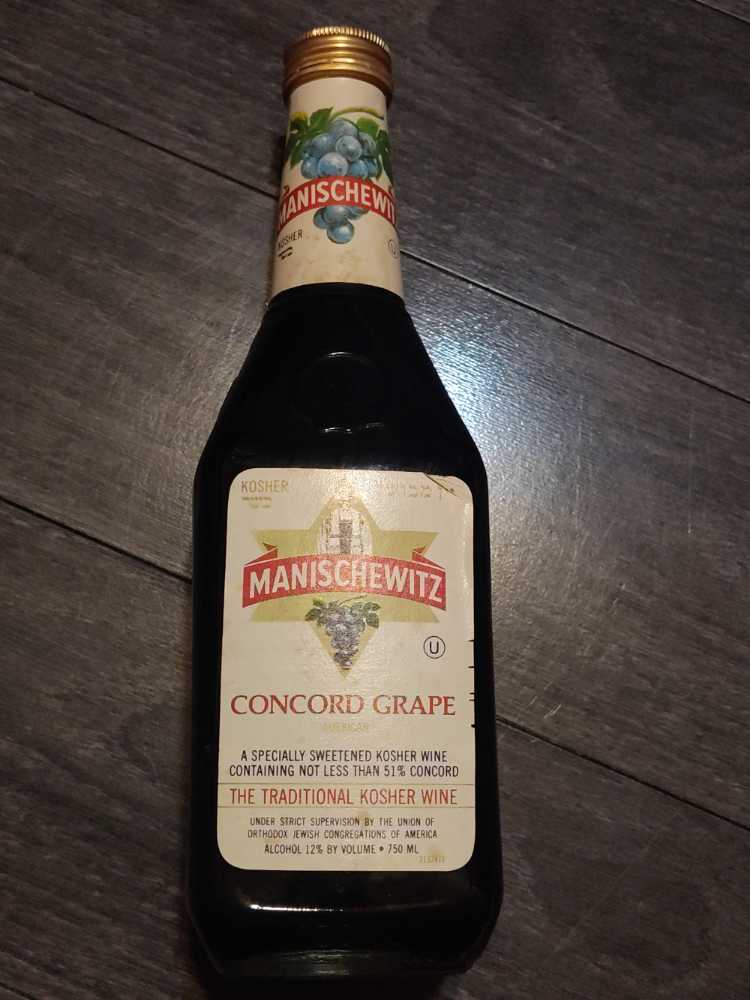 MANISCHEWIT
KOSHER
U
KOSHER
MANISCHEWITZ
U
CONCORD GRAPE
AMERICAN
A SPECIALLY SWEETENED KOSHER WINE
CONTAINING NOT LESS THAN 51% CONCORD
THE TRADITIONAL KOSHER WINE
UNDER STRICT SUPERVISION BY THE UNION OF
ORTHODOX JEWISH CONGREGATIONS OF AMERICA
ALCOHOL 12% BY VOLUME • 750 ML